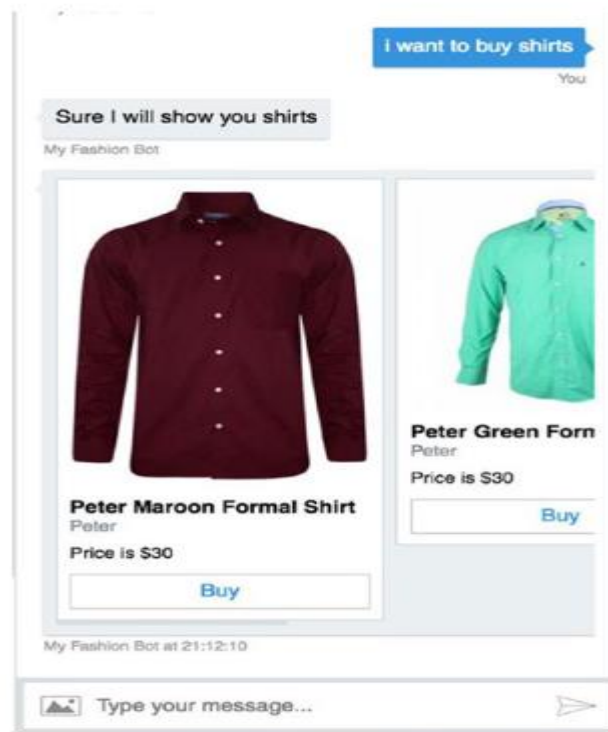 i want to buy shirts
You
Sure I will show you shirts
My Fashion Bot
Peter Maroon Formal Shirt
Peter
Price is $30
Buy
Peter Green Form
Peter
Price is $30
Buy
My Fashion Bot at 21:12:10
Type your message...